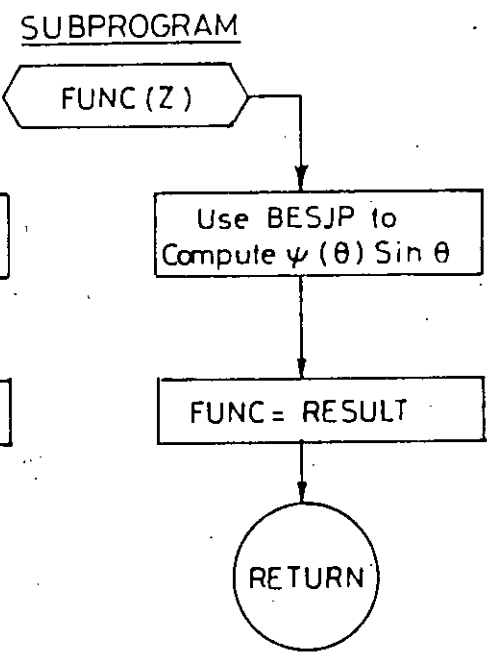 SUBPROGRAM
FUNC(Z)
Use BESJP to
Compute ψ(θ) Sin θ
FUNC= RESULT
RETURN